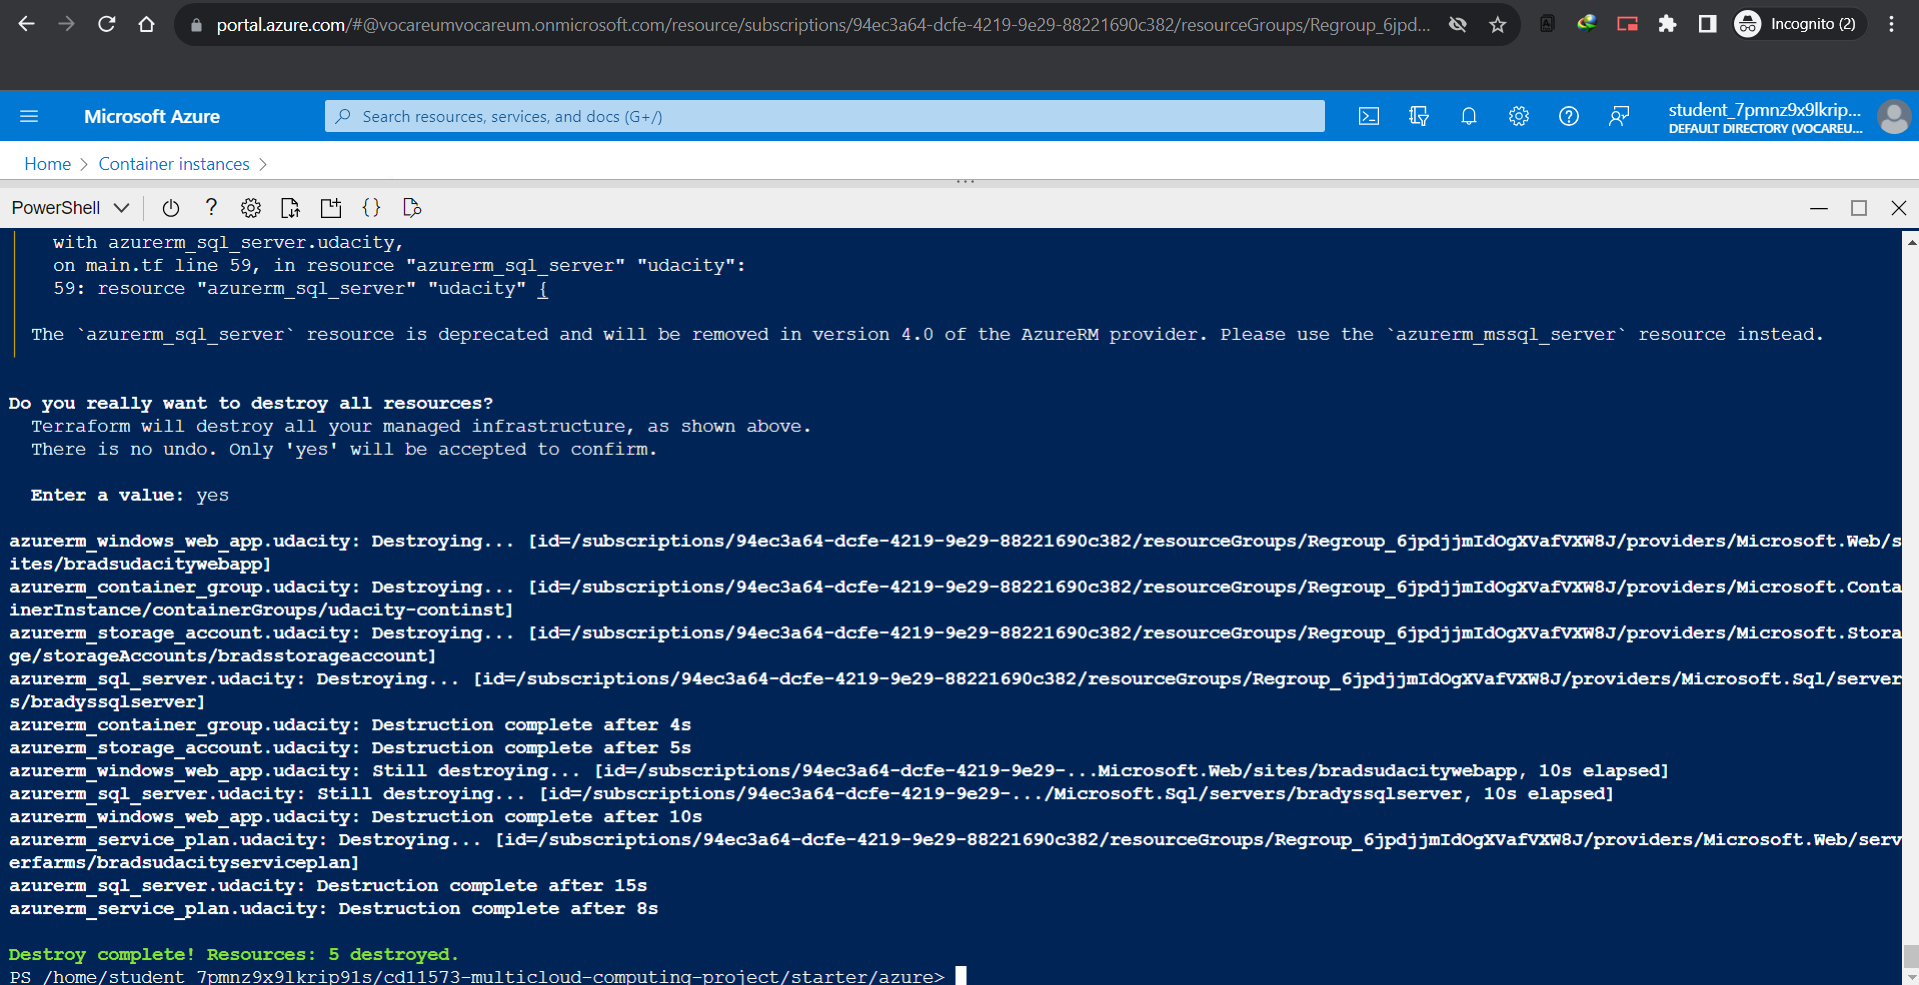 portal.azure.com/#@vocareumvocareum.onmicrosoft.com/resource/subscriptions/94ec3a64-dcfe-4219-9e29-88221690c382/resourceGroups/Regroup_6jpd...
Incognito (2)
Microsoft Azure
Search resources, services, and docs (G+/)
student_7pmnz9x9lkrip...
DEFAULT DIRECTORY (VOCAREU...
Home > Container instances >
PowerShell
with azurerm_sql_server.udacity,
on main.tf line 59, in resource "azurerm_sql_server" "udacity":
59: resource "azurerm_sql_server" "udacity" {
The `azurerm_sql_server` resource is deprecated and will be removed in version 4.0 of the AzureRM provider. Please use the `azurerm_mssql_server` resource instead.
Do you really want to destroy all resources?
Terraform will destroy all your managed infrastructure, as shown above.
There is no undo. Only 'yes' will be accepted to confirm.
Enter a value: yes
azurerm_windows_web_app.udacity: Destroying... [id=/subscriptions/94ec3a64-dcfe-4219-9e29-88221690c382/resourceGroups/Regroup_6jpdjjmIdOgXVafVXW8J/providers/Microsoft.Web/s
ites/bradsudacitywebapp]
azurerm_container_group.udacity: Destroying... [id=/subscriptions/94ec3a64-dcfe-4219-9e29-88221690c382/resourceGroups/Regroup_6jpdjjmIdOgXVafVXW8J/providers/Microsoft.Conta
inerInstance/containerGroups/udacity-continst]
azurerm_storage_account.udacity: Destroying... [id=/subscriptions/94ec3a64-dcfe-4219-9e29-88221690c382/resourceGroups/Regroup_6jpdjjmIdOgXVafVXW8J/providers/Microsoft.Stora
ge/storageAccounts/bradsstorageaccount]
azurerm_sql_server.udacity: Destroying... [id=/subscriptions/94ec3a64-dcfe-4219-9e29-88221690c382/resourceGroups/Regroup_6jpdjjmIdOgXVafVXW8J/providers/Microsoft.Sql/server
s/bradyssqlserver]
azurerm_container_group.udacity: Destruction complete after 4s
azurerm_storage_account.udacity: Destruction complete after 5s
azurerm_windows_web_app.udacity: Still destroying... [id=/subscriptions/94ec3a64-dcfe-4219-9e29-...Microsoft.Web/sites/bradsudacitywebapp, 10s elapsed]
azurerm_sql_server.udacity: Still destroying... [id=/subscriptions/94ec3a64-dcfe-4219-9e29-.../Microsoft.Sql/servers/bradyssqlserver, 10s elapsed]
azurerm_windows_web_app.udacity: Destruction complete after 10s
azurerm_service_plan.udacity: Destroying... [id=/subscriptions/94ec3a64-dcfe-4219-9e29-88221690c382/resourceGroups/Regroup_6jpdjjmIdOgXVafVXW8J/providers/Microsoft.Web/serv
erfarms/bradsudacityserviceplan]
azurerm_sql_server.udacity: Destruction complete after 15s
azurerm_service_plan.udacity: Destruction complete after 8s
Destroy complete! Resources: 5 destroyed.
PS /home/student_7pmnz9x9lkrip91s/cd11573-multicloud-computing-project/starter/azure>